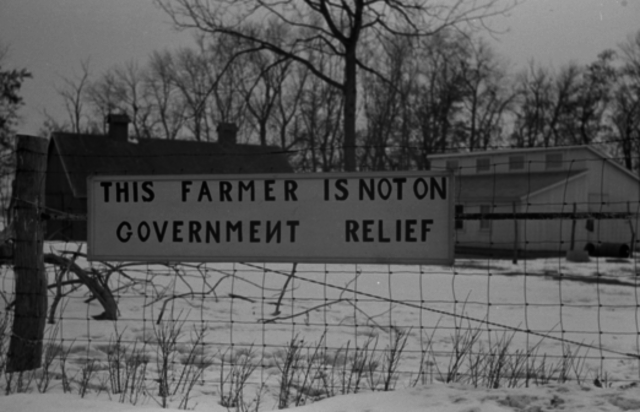 THIS FARMER IS NOT ON
GOVERNMENT RELIEF